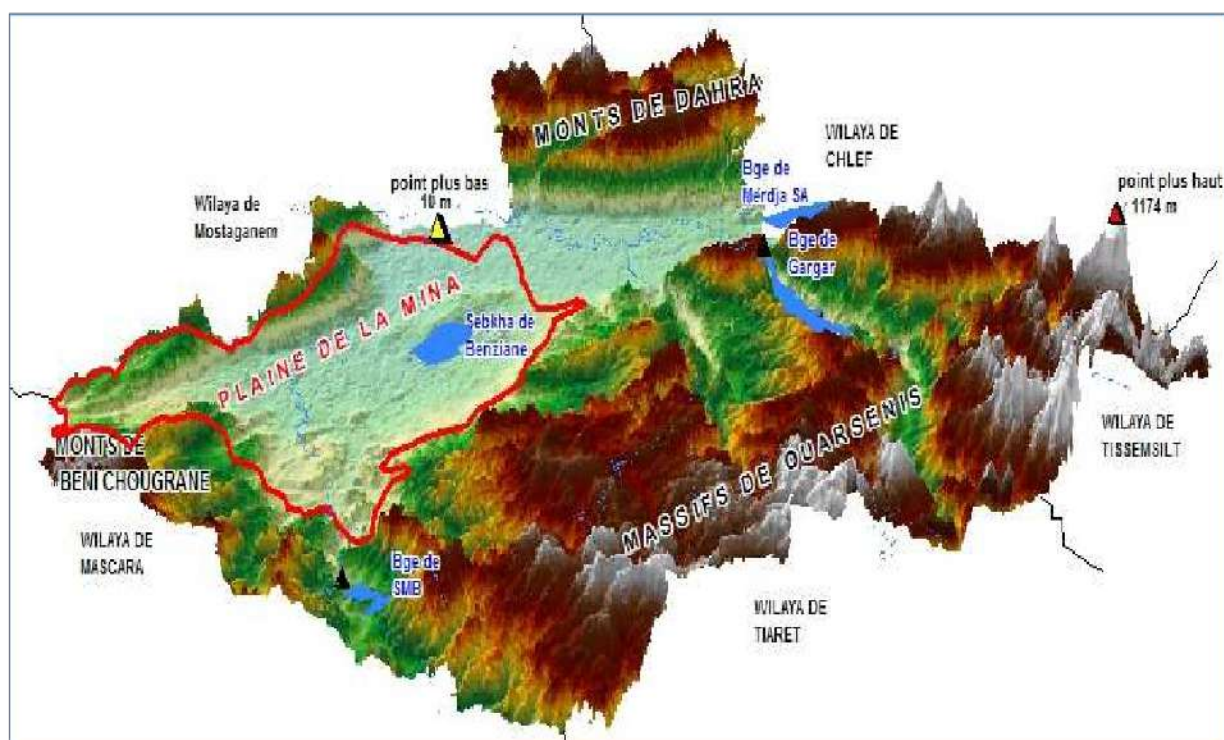 MONTS DE DAHRA
WILAYA DE
CHLEF
Bge de
Merdja SA
point plus haut
1174 m
point plus bas
10 m
Wilaya de
Mostaganem
Bge de
Gargar
PLAINE DE LA MINA
Sebkha de
Benziane
WILAYA DE
TISSEMSILT
MONTS DE
BENI CHOUGRANE
MASSIFS DE OUARSENIS
WILAYA DE
MASCARA
Bge de
SMB
WILAYA DE
TIARET